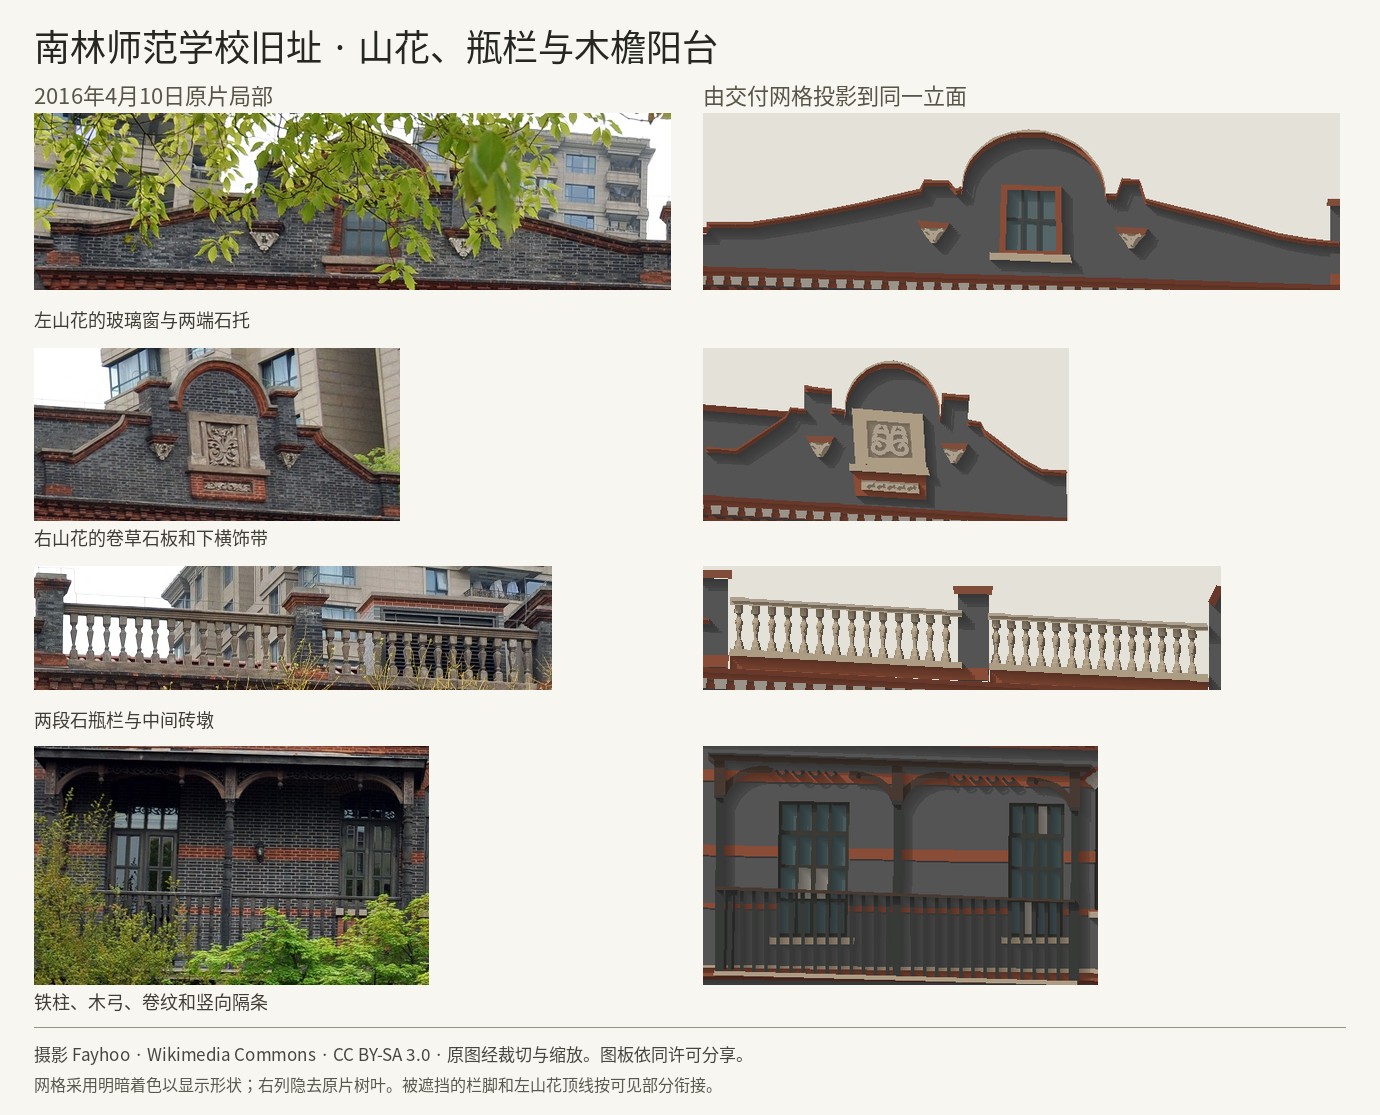 南林师范学校旧址 · 山花、瓶栏与木檐阳台
2016年4月10日原片局部
由交付网格投影到同一立面
左山花的玻璃窗与两端石托
右山花的卷草石板和下横饰带
两段石瓶栏与中间砖墩
铁柱、木弓、卷纹和竖向隔条
摄影 Fayhoo · Wikimedia Commons · CC BY-SA 3.0 · 原图经裁切与缩放。图板依同许可分享。
网格采用明暗着色以显示形状；右列隐去原片树叶。被遮挡的栏脚和左山花顶线按可见部分衔接。